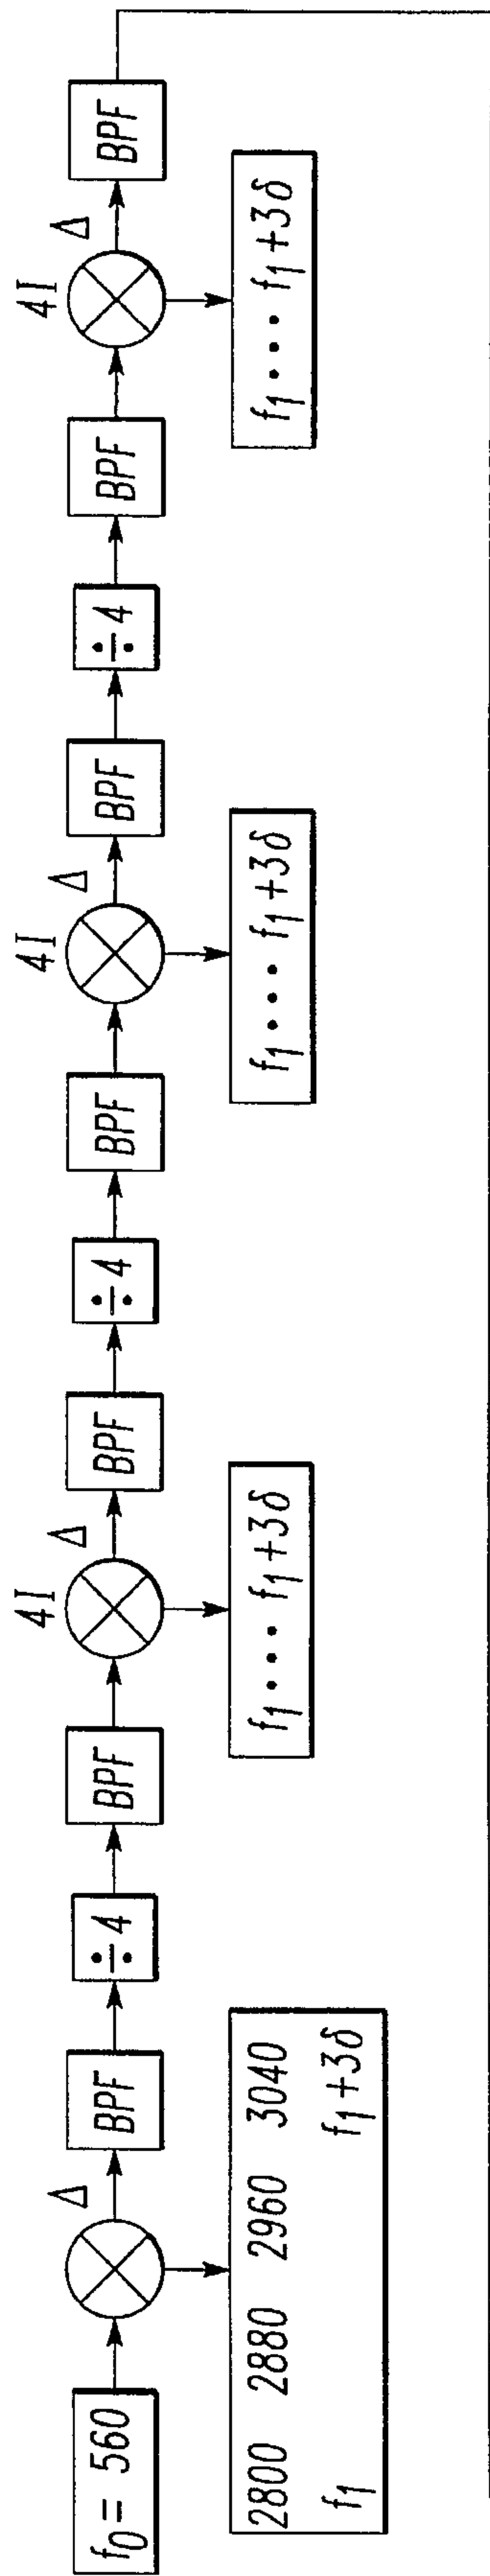 f0 = 560
Δ
BPF
÷4
BPF
4I
Δ
BPF
÷4
BPF
4I
Δ
BPF
÷4
BPF
4I
Δ
BPF
2800 2880 2960 3040
f1 f1+3δ
f1 ••• f1+3δ
f1 ••• f1+3δ
f1 ••• f1+3δ